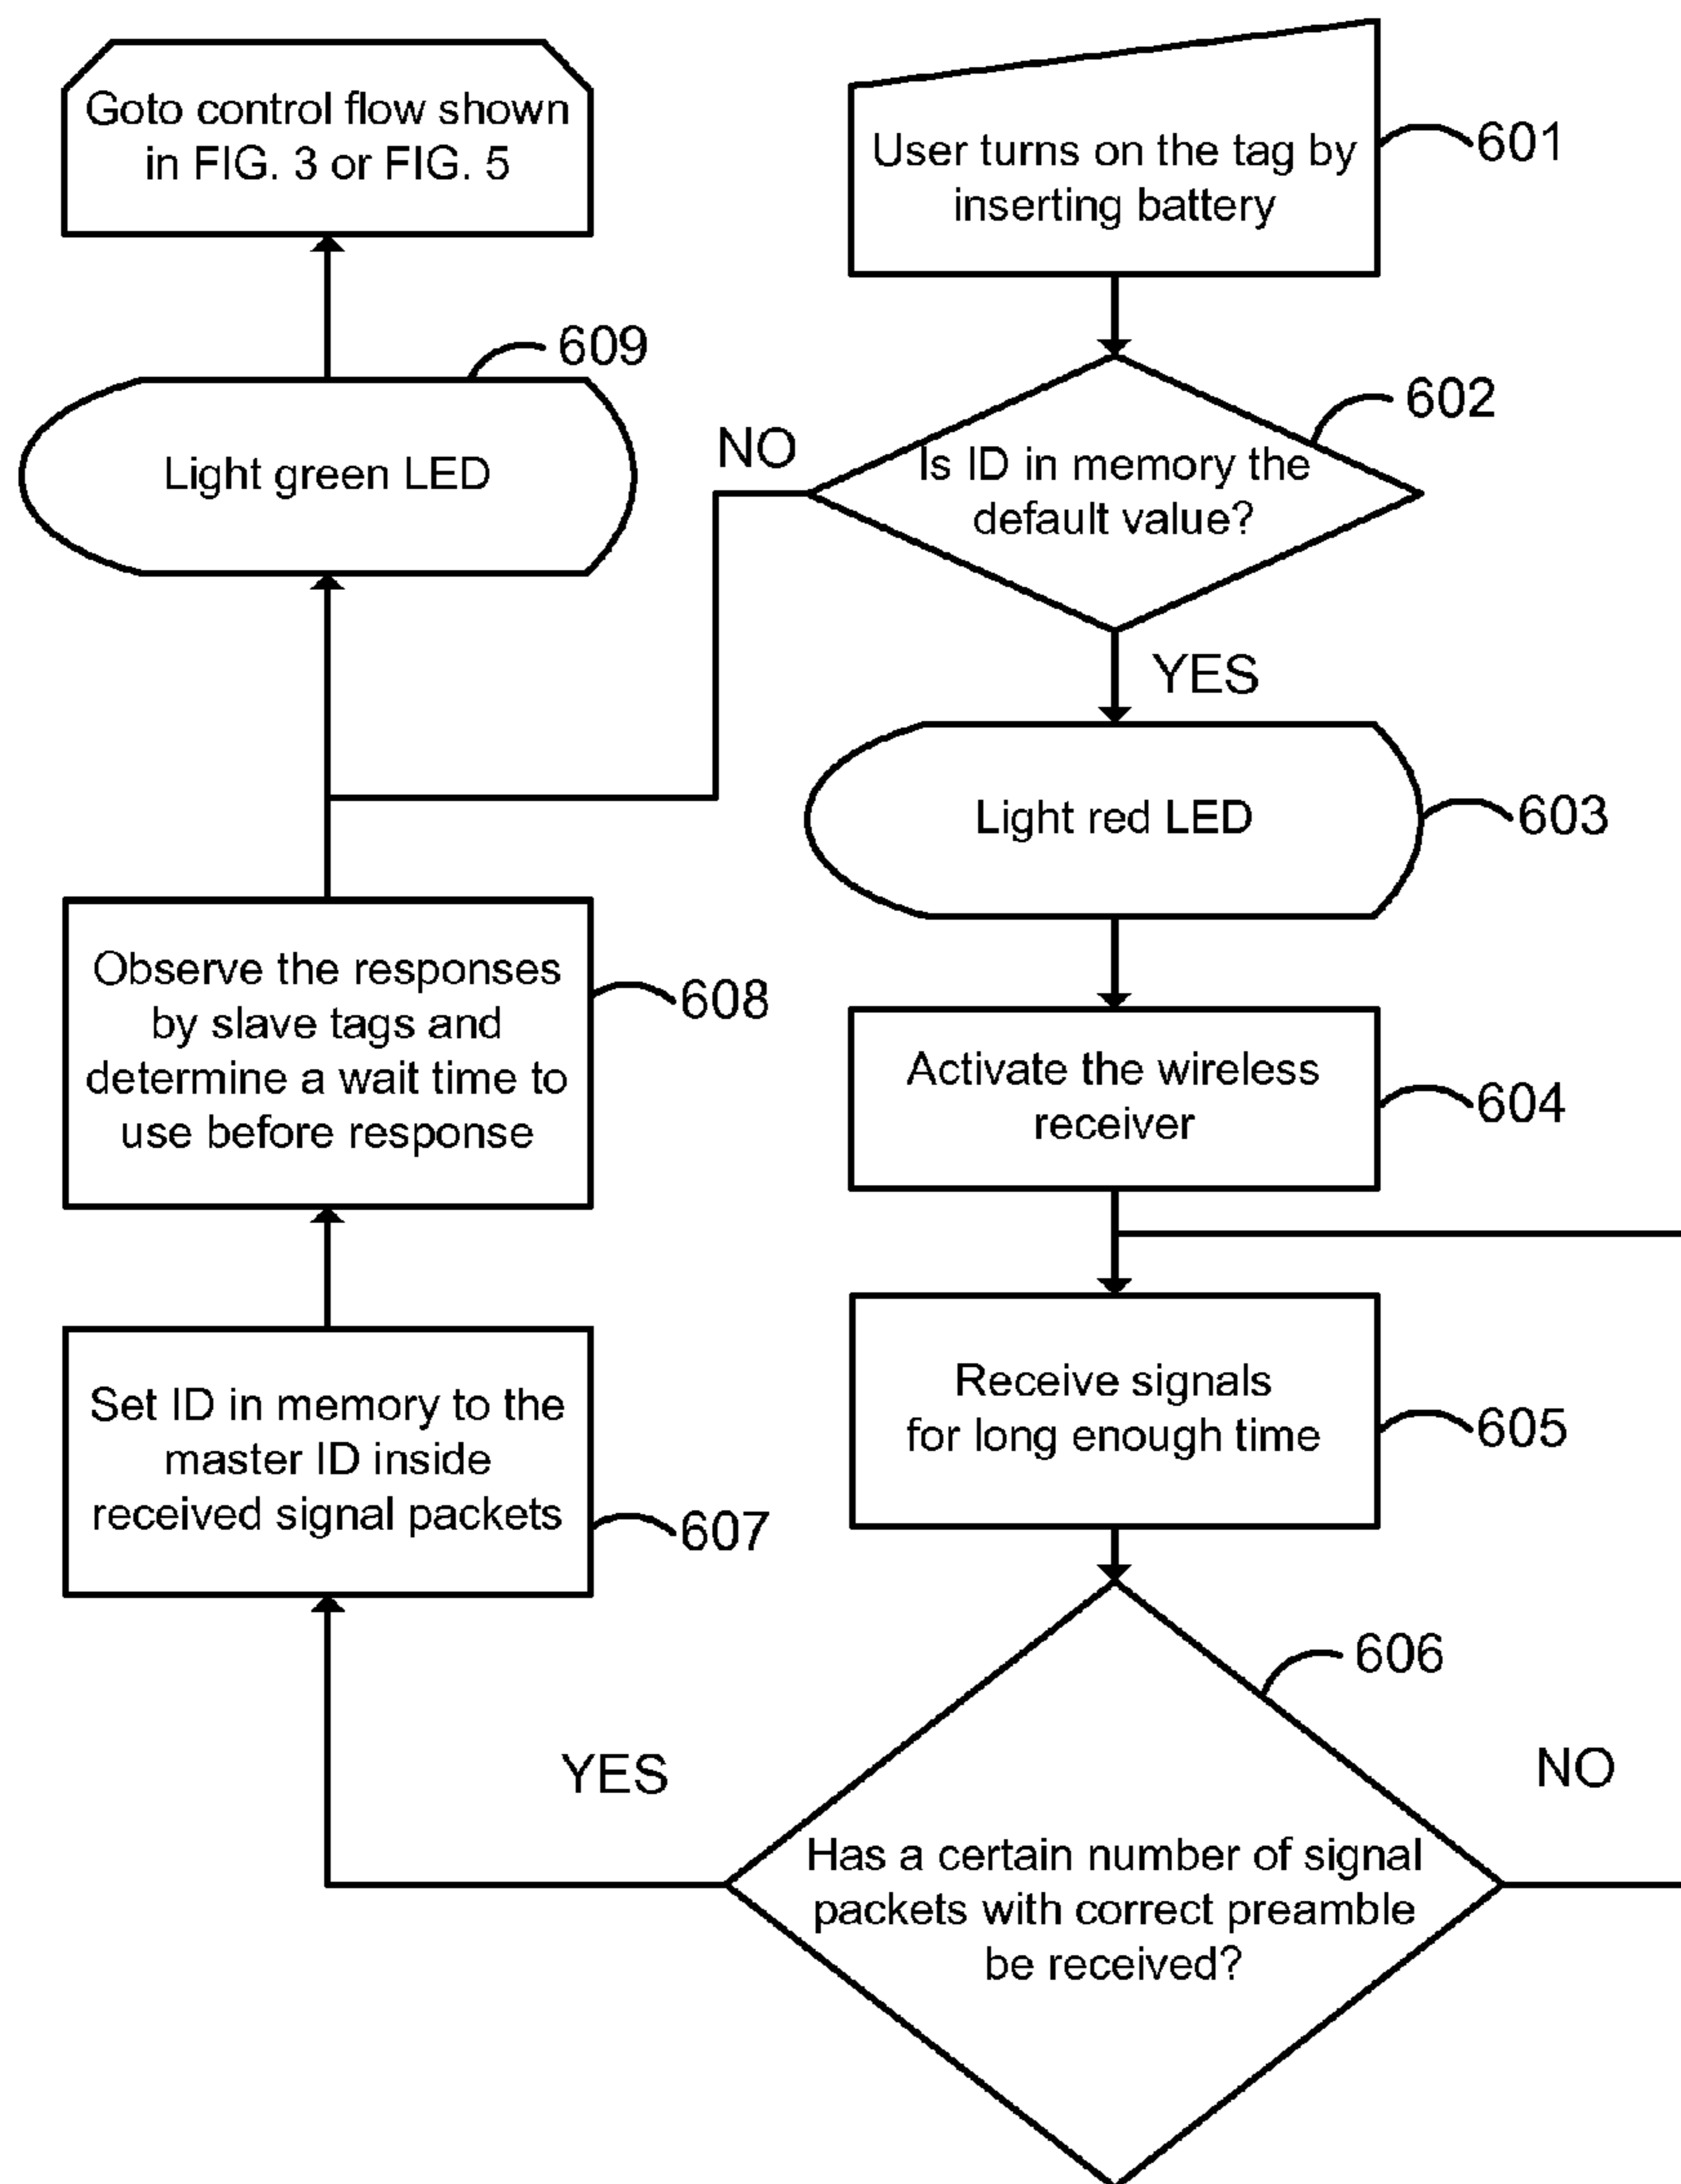 Goto control flow shown
in FIG. 3 or FIG. 5
User turns on the tag by
inserting battery
601
609
Light green LED
602
NO
Is ID in memory the
default value?
YES
Light red LED
603
Observe the responses
by slave tags and
determine a wait time to
use before response
608
Activate the wireless
receiver
604
Receive signals
for long enough time
605
Set ID in memory to the
master ID inside
received signal packets
607
606
YES
NO
Has a certain number of signal
packets with correct preamble
be received?